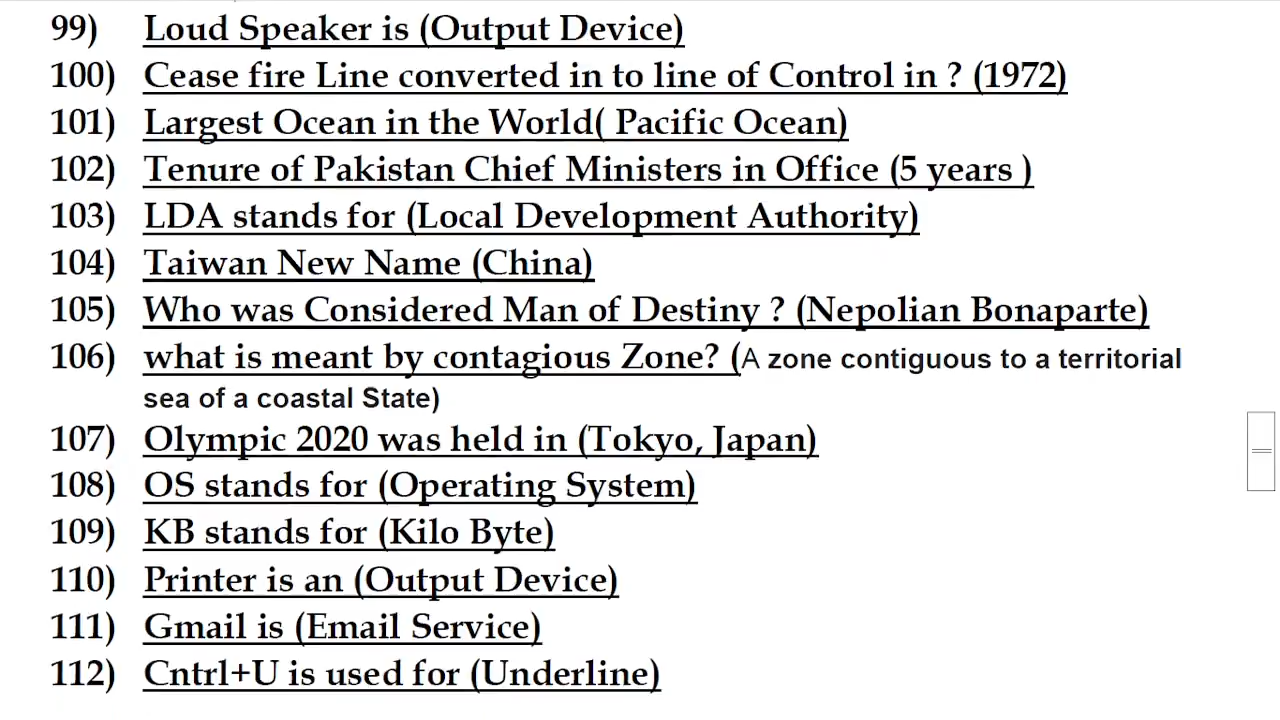 99) Loud Speaker is (Output Device)
100) Cease fire Line converted in to line of Control in ? (1972)
101) Largest Ocean in the World( Pacific Ocean)
102) Tenure of Pakistan Chief Ministers in Office (5 years )
103) LDA stands for (Local Development Authority)
104) Taiwan New Name (China)
105) Who was Considered Man of Destiny ? (Nepolian Bonaparte)
106) what is meant by contagious Zone? (A zone contiguous to a territorial
sea of a coastal State)
107) Olympic 2020 was held in (Tokyo, Japan)
108) OS stands for (Operating System)
109) KB stands for (Kilo Byte)
110) Printer is an (Output Device)
111) Gmail is (Email Service)
112) Cntrl+U is used for (Underline)